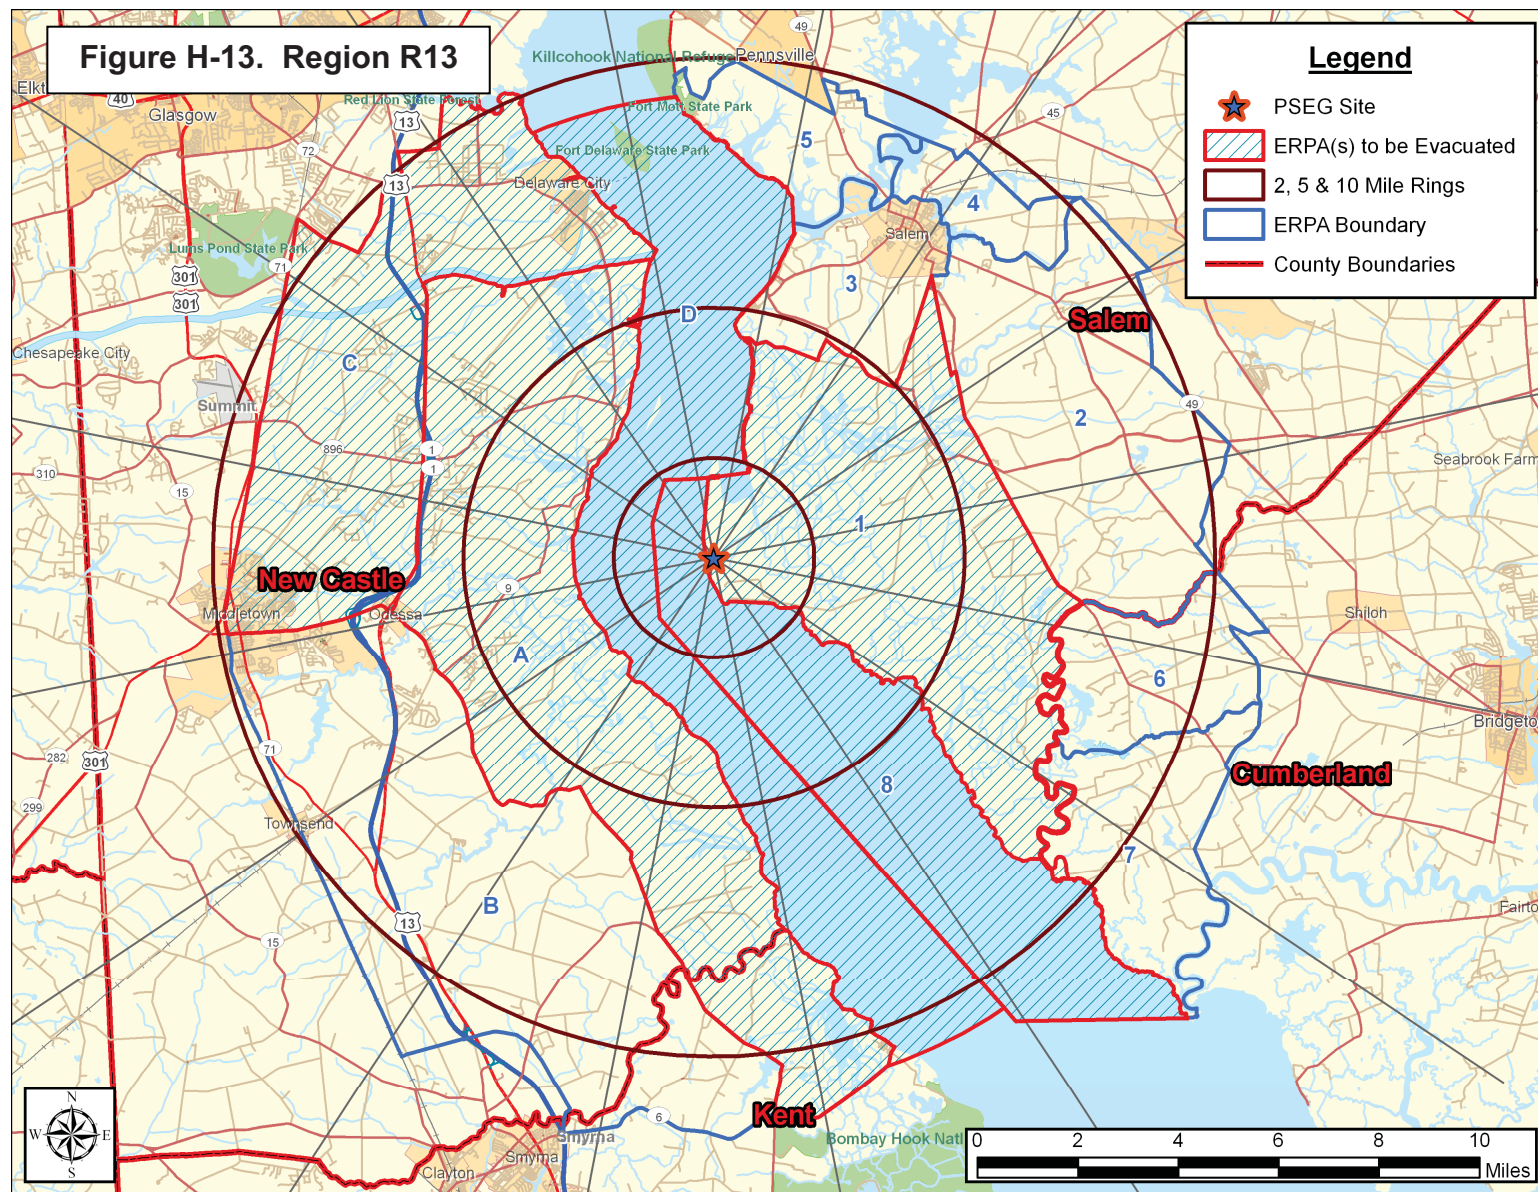 Figure H-13. Region R13
Legend
PSEG Site
ERPA(s) to be Evacuated
2, 5 & 10 Mile Rings
ERPA Boundary
County Boundaries
49
Killcohook National Refuge
Pennsville
Elkt
40
Glasgow
Red Lion State Forest
13
Fort Mott State Park
45
5
72
Fort Delaware State Park
13
Delaware City
4
Salem
Lums Pond State Park
71
301
301
3
D
Salem
Chesapeake City
C
Summit
49
2
896
1
1
Seabrook Farm
310
15
1
New Castle
9
Middletown
Odessa
Shiloh
A
6
Bridgeto
71
282
301
Cumberland
8
299
Townsend
7
B
13
Fairto
15
Kent
6
Smyrna
Smyrna
Clayton
Bombay Hook Natl
N
W
E
S
0 2 4 6 8 10
Miles